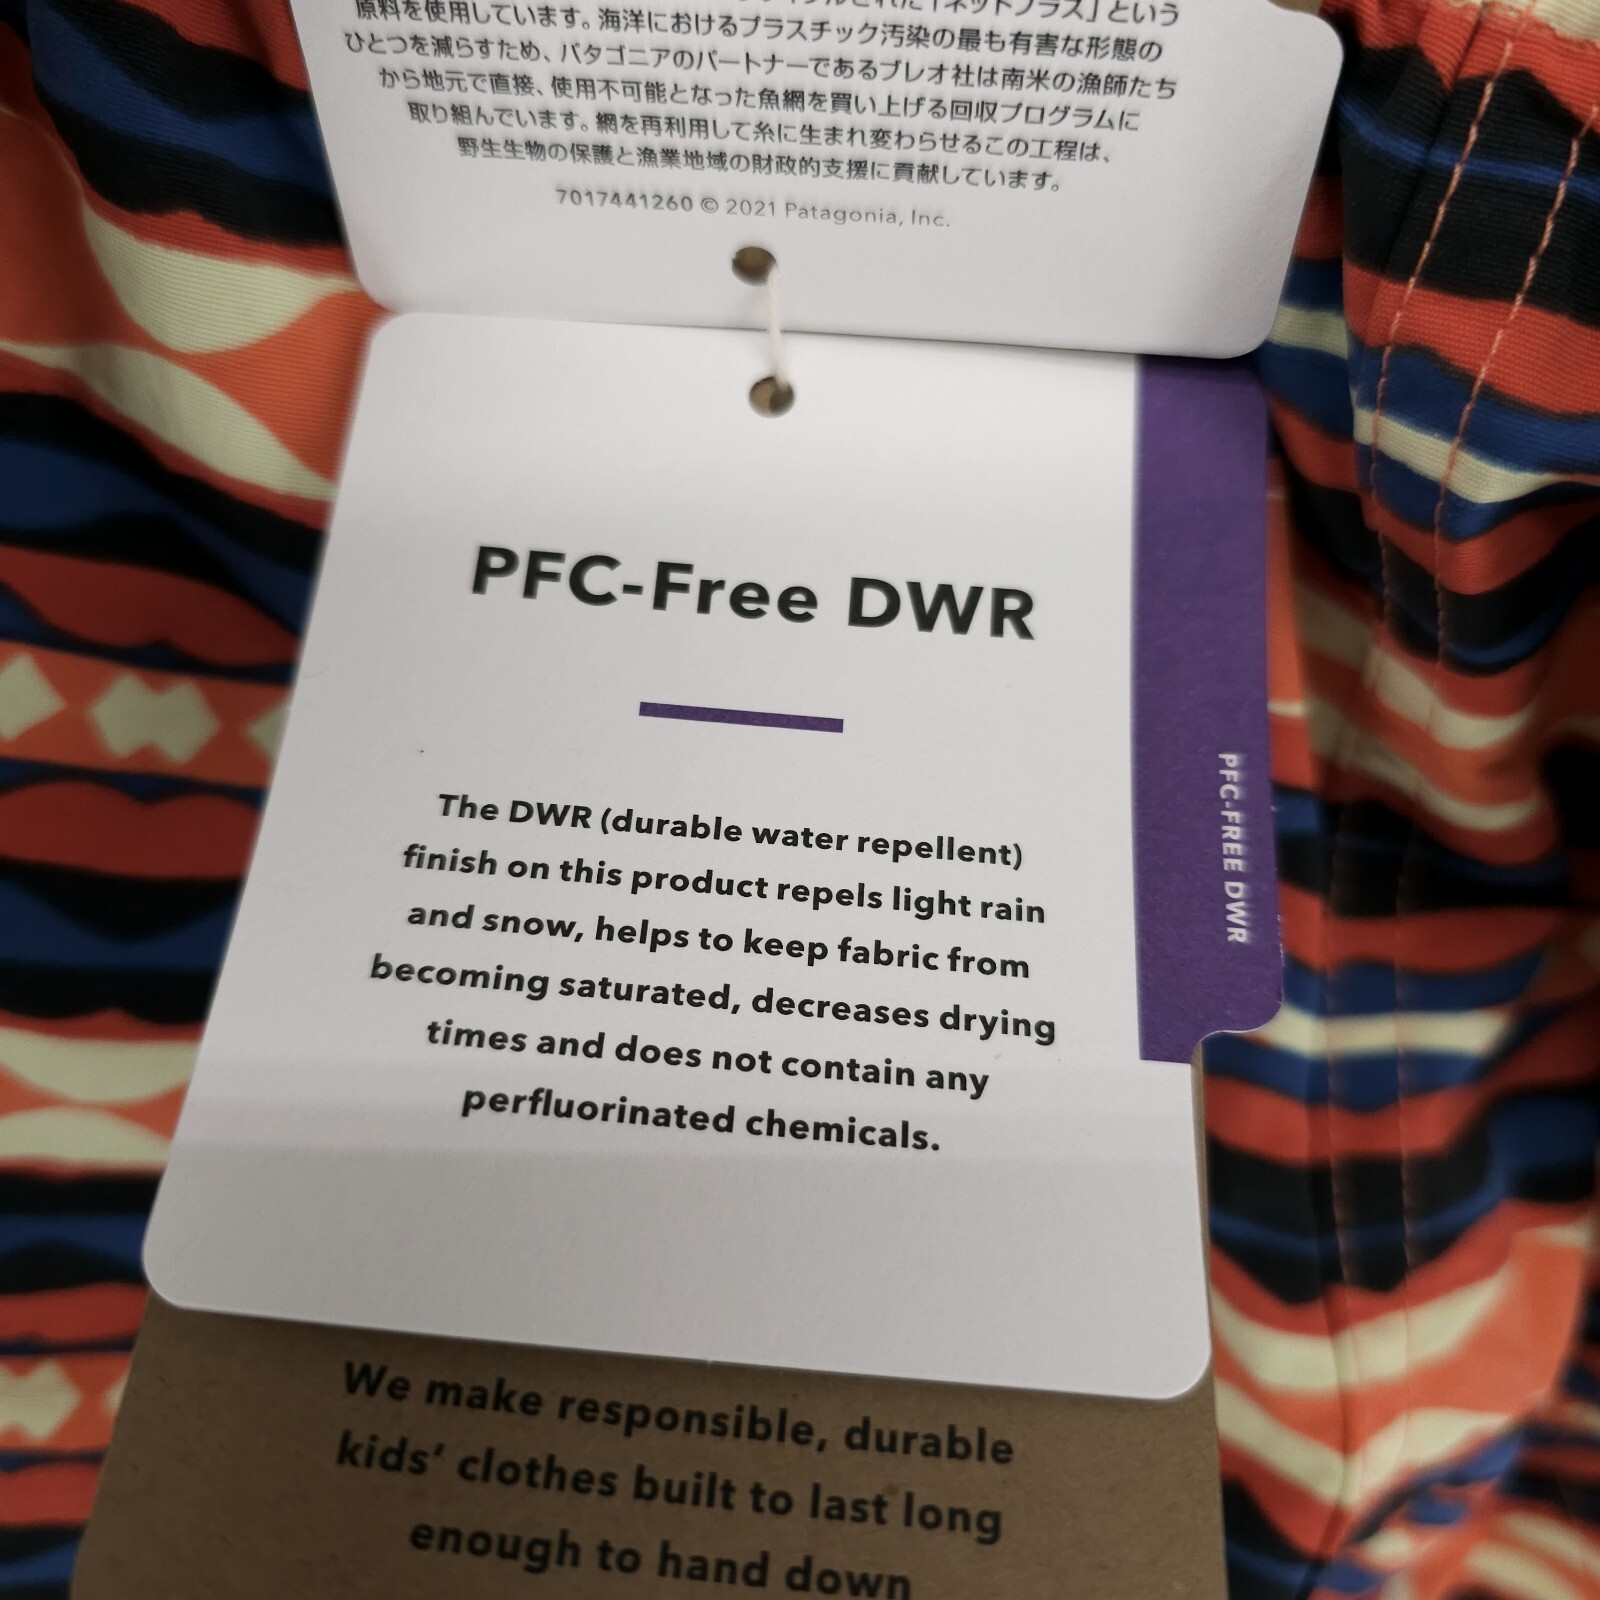 「ネットプラス」という
原料を使用しています。海洋におけるプラスチック汚染の最も有害な形態の
ひとつを減らすため、パタゴニアのパートナーであるブレオ社は南米の漁師たち
から地元で直接、使用不可能となった魚網を買い上げる回収プログラムに
取り組んでいます。網を再利用して糸に生まれ変わらせるこの工程は、
野生生物の保護と漁業地域の財政的支援に貢献しています。
7017441260 © 2021 Patagonia, Inc.
PFC-Free DWR
The DWR (durable water repellent)
finish on this product repels light rain
and snow, helps to keep fabric from
becoming saturated, decreases drying
times and does not contain any
perfluorinated chemicals.
PFC-FREE DWR
We make responsible, durable
kids' clothes built to last long
enough to hand down